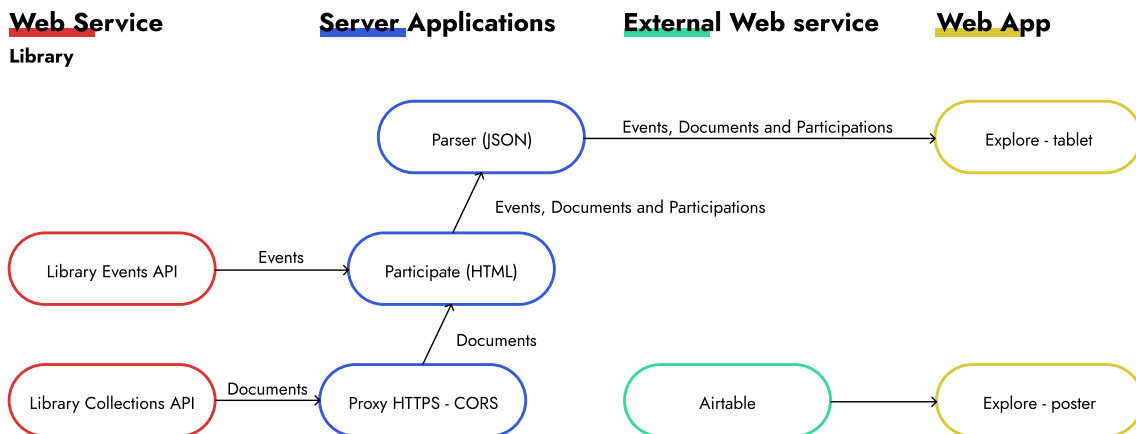 Web Service
Server Applications
External Web service
Web App
Library
Parser (JSON)
Events, Documents and Participations
Explore - tablet
Events, Documents and Participations
Library Events API
Events
Participate (HTML)
Documents
Library Collections API
Documents
Proxy HTTPS - CORS
Airtable
Explore - poster